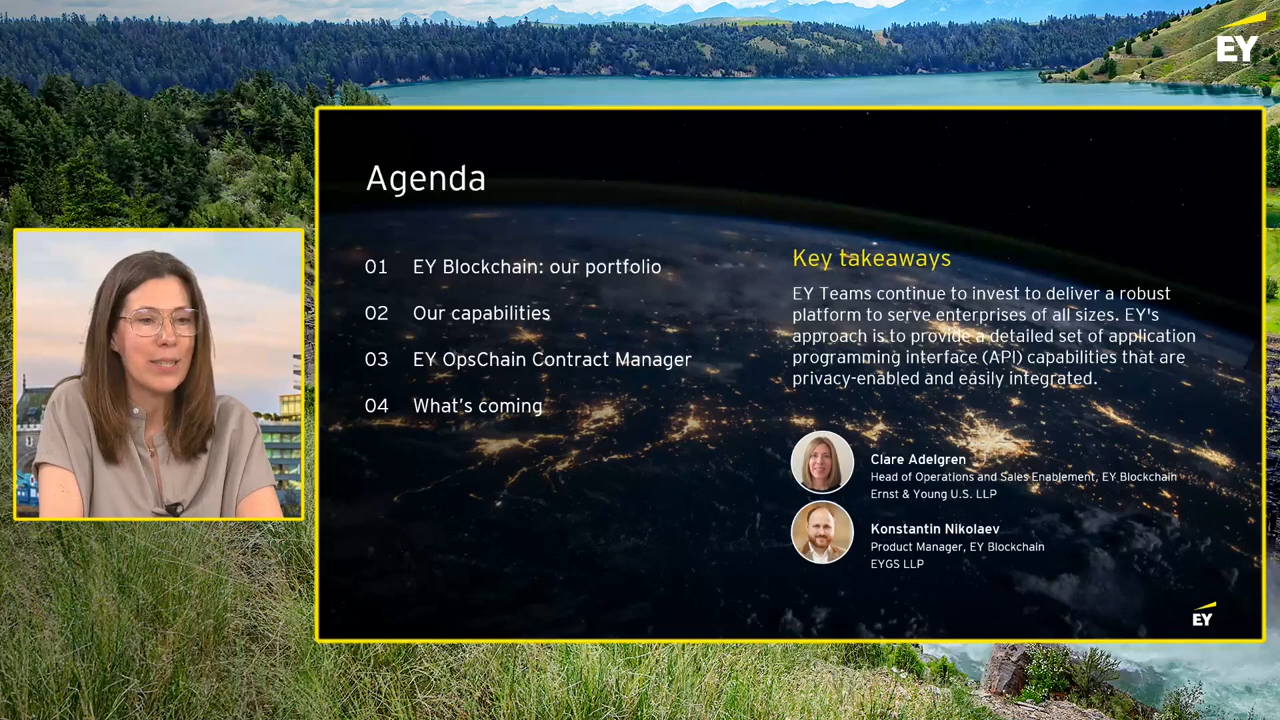 EY
Agenda
01 EY Blockchain: our portfolio
02 Our capabilities
03 EY OpsChain Contract Manager
04 What's coming
Key takeaways
EY Teams continue to invest to deliver a robust
platform to serve enterprises of all sizes. EY's
approach is to provide a detailed set of application
programming interface (API) capabilities that are
privacy-enabled and easily integrated.
Clare Adelgren
Head of Operations and Sales Enablement, EY Blockchain
Ernst & Young U.S. LLP
Konstantin Nikolaev
Product Manager, EY Blockchain
EYGS LLP
EY